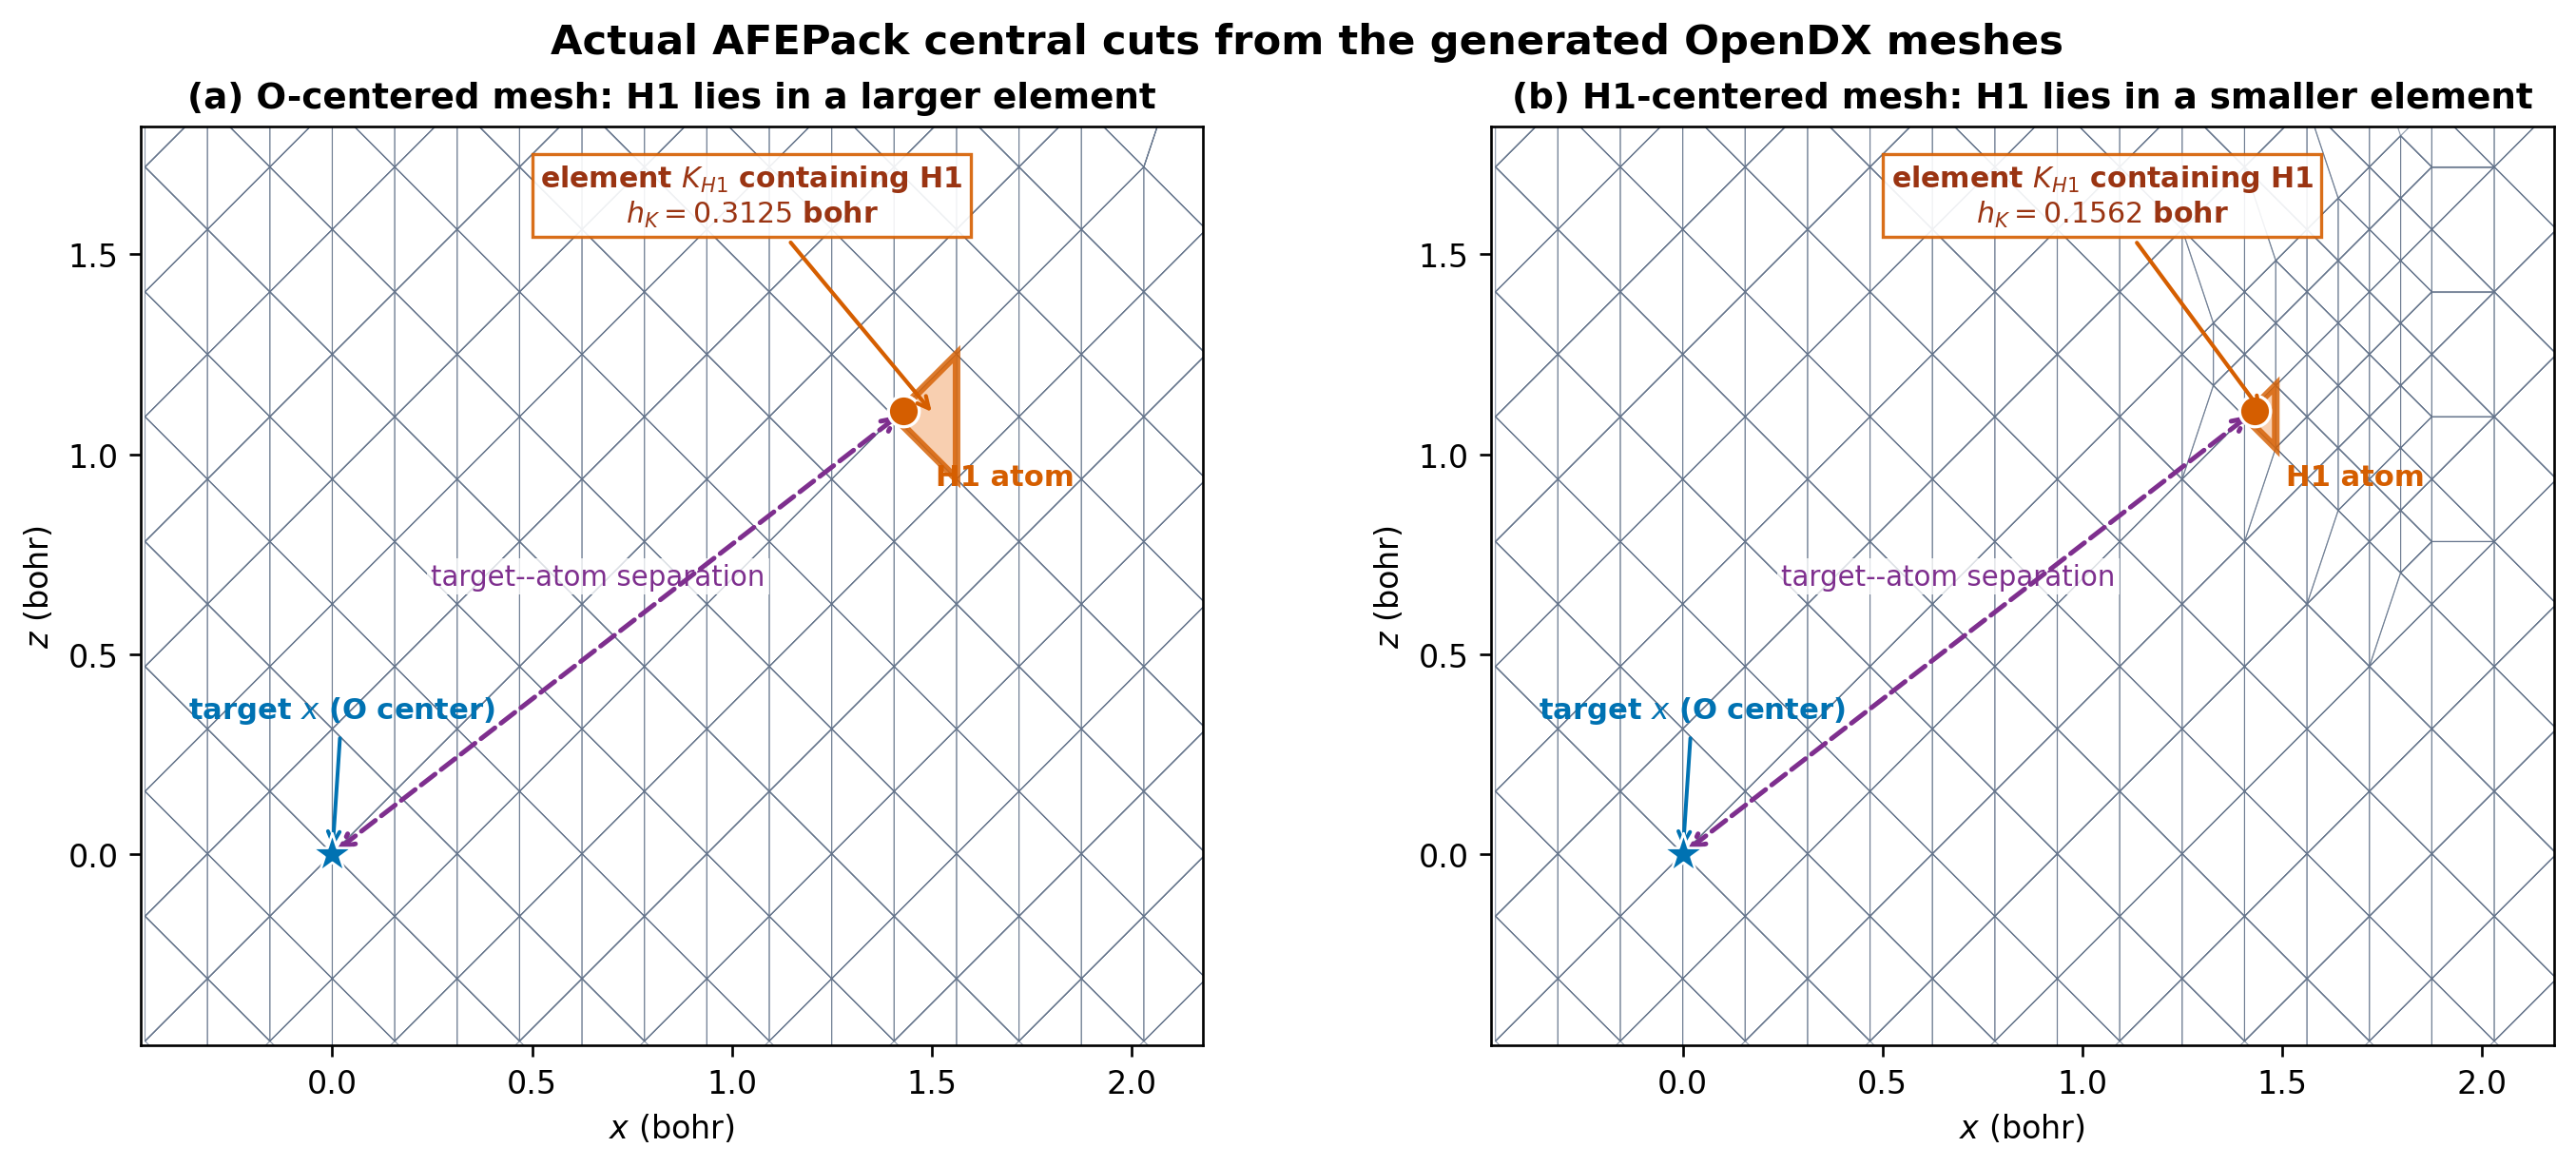 Actual AFEPack central cuts from the generated OpenDX meshes
(a) O-centered mesh: H1 lies in a larger element
element K_{H1} containing H1
h_K = 0.3125 bohr
H1 atom
target--atom separation
target x (O center)
1.5
1.0
0.5
0.0
z (bohr)
0.0 0.5 1.0 1.5 2.0
x (bohr)
(b) H1-centered mesh: H1 lies in a smaller element
element K_{H1} containing H1
h_K = 0.1562 bohr
H1 atom
target--atom separation
target x (O center)
1.5
1.0
0.5
0.0
z (bohr)
0.0 0.5 1.0 1.5 2.0
x (bohr)